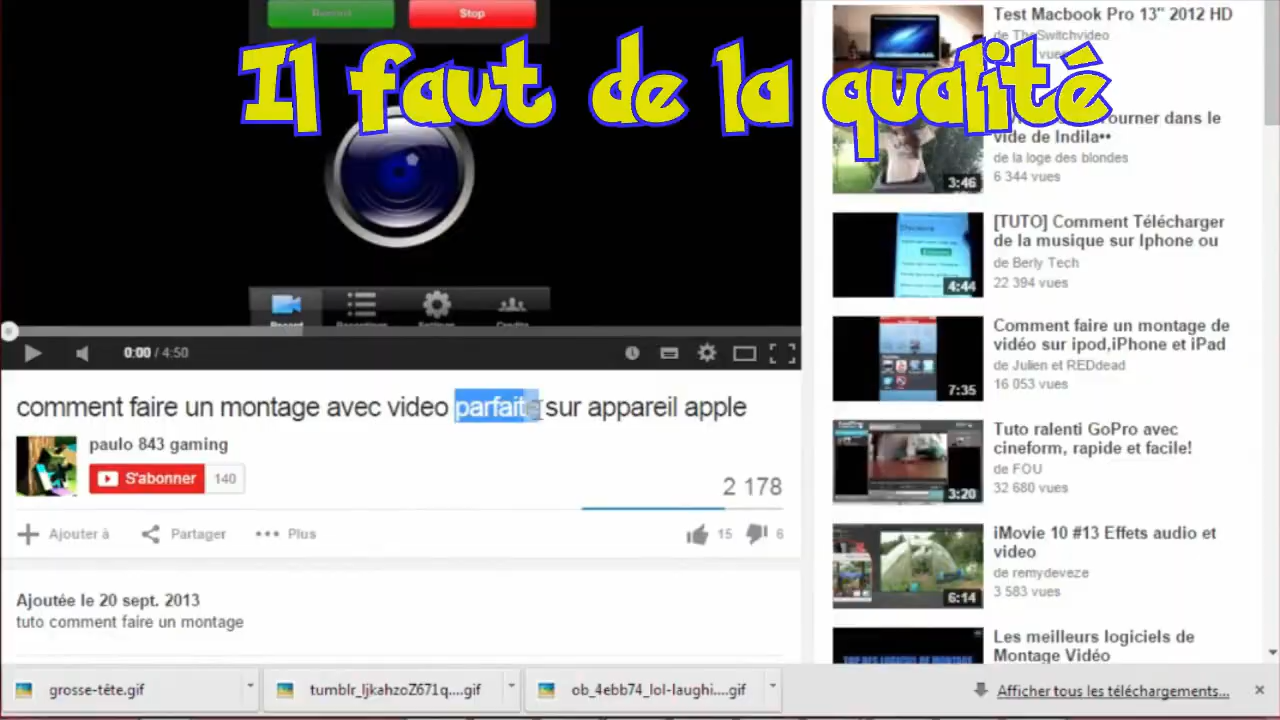 Record
Stop
Il faut de la qualité
Record
0:00 / 4:50
comment faire un montage avec video parfaite sur appareil apple
paulo 843 gaming
S'abonner
140
2 178
Ajouter à
Partager
Plus
15
6
Ajoutée le 20 sept. 2013
tuto comment faire un montage
Test Macbook Pro 13" 2012 HD
de TheSwitchvideo
vues
ourner dans le
vide de Indila••
de la loge des blondes
6 344 vues
3:46
[TUTO] Comment Télécharger
de la musique sur Iphone ou
de Berly Tech
22 394 vues
4:44
Comment faire un montage de
vidéo sur ipod,iPhone et iPad
de Julien et REDdead
16 053 vues
7:35
Tuto ralenti GoPro avec
cineform, rapide et facile!
de FOU
32 680 vues
3:20
iMovie 10 #13 Effets audio et
video
de remydeveze
3 583 vues
6:14
Les meilleurs logiciels de
Montage Vidéo
grosse-tête.gif
tumblr_ljkahzoZ671q....gif
ob_4ebb74_lol-laughi....gif
Afficher tous les téléchargements...